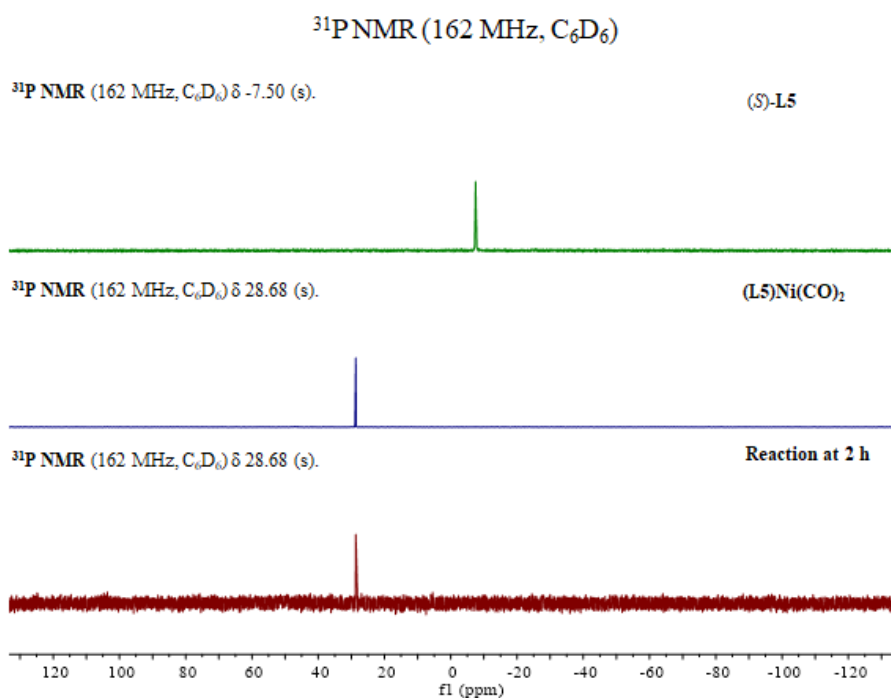 ³¹P NMR (162 MHz, C₆D₆)
³¹P NMR (162 MHz, C₆D₆) δ -7.50 (s).
(S)-L5
³¹P NMR (162 MHz, C₆D₆) δ 28.68 (s).
(L5)Ni(CO)₂
³¹P NMR (162 MHz, C₆D₆) δ 28.68 (s).
Reaction at 2 h
120 100 80 60 40 20 0 -20 -40 -60 -80 -100 -120
f1 (ppm)